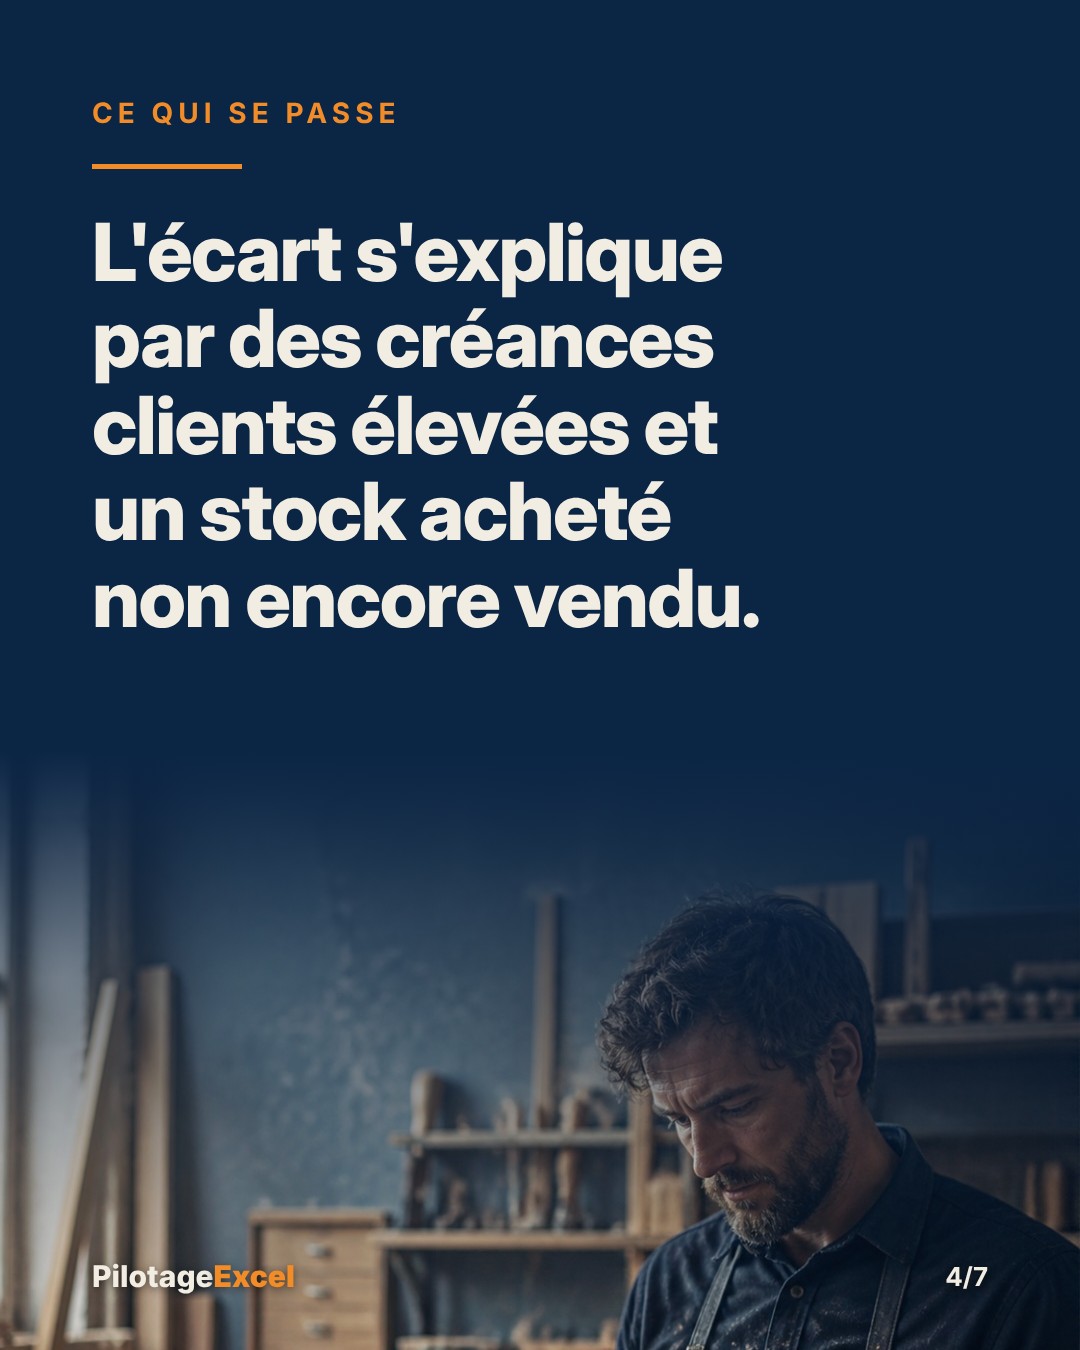 CE QUI SE PASSE
L'écart s'explique
par des créances
clients élevées et
un stock acheté
non encore vendu.
PilotageExcel
4/7